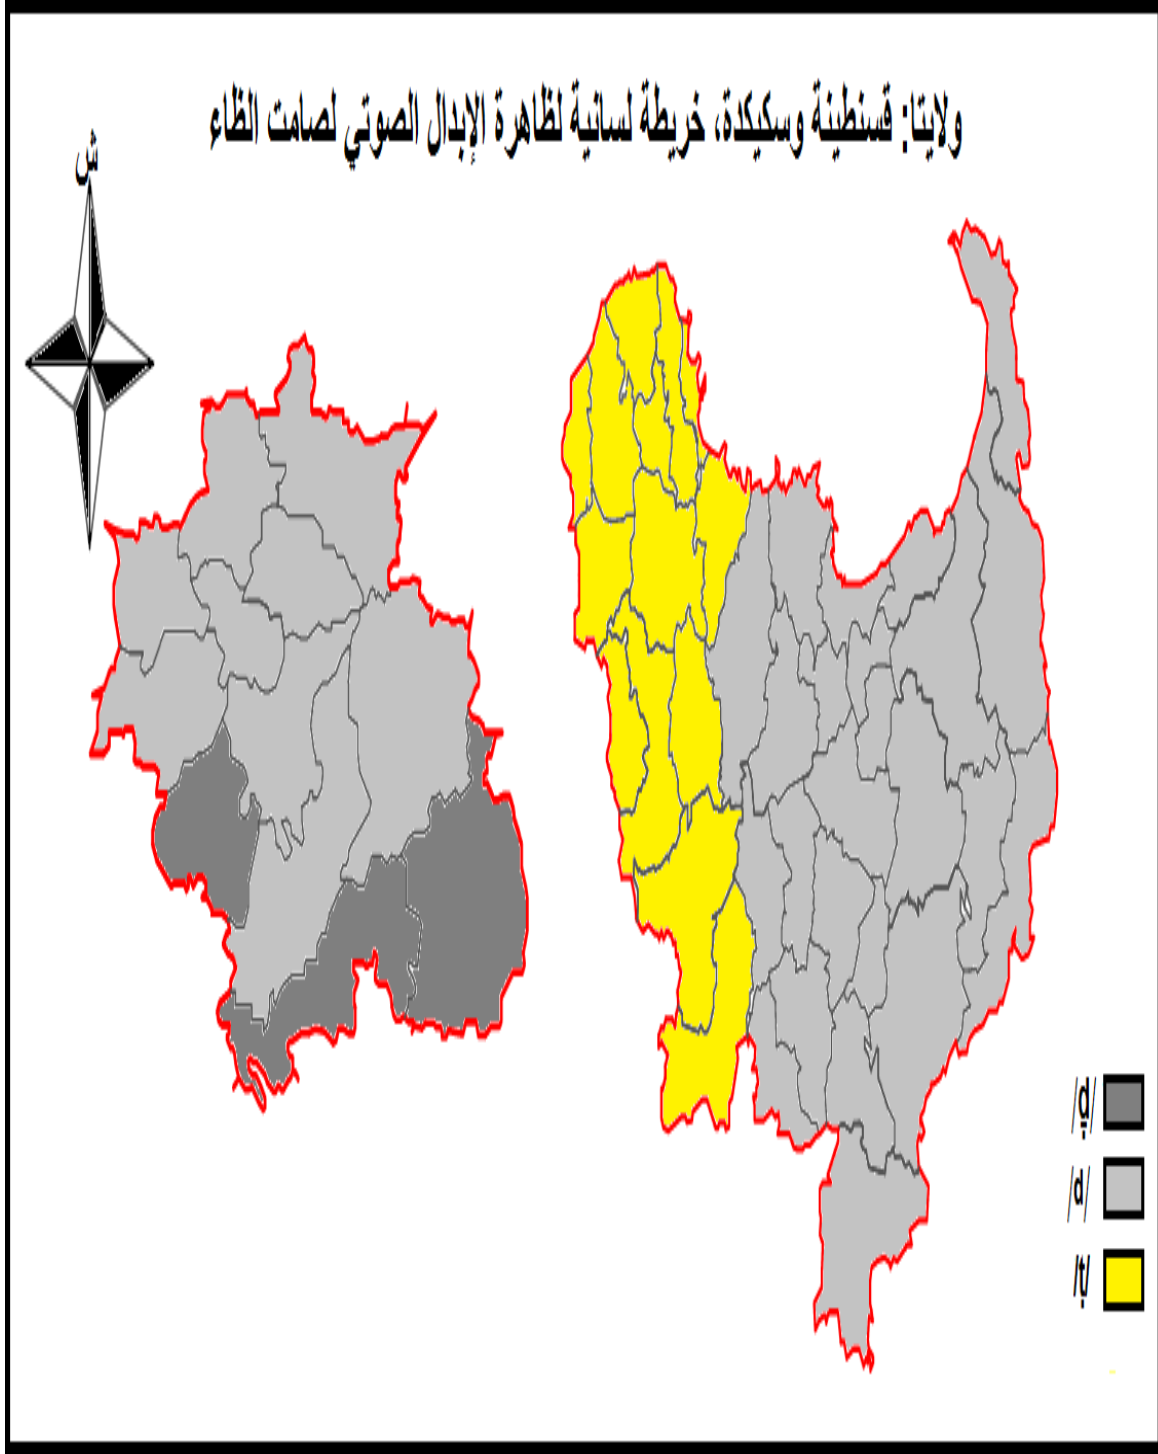 ولايتا: قسنطينة وسكيكدة، خريطة لسانية لظاهرة الإبدال الصوتي لصامت الظاء
ش
/ḍ/
/d/
/ṭ/